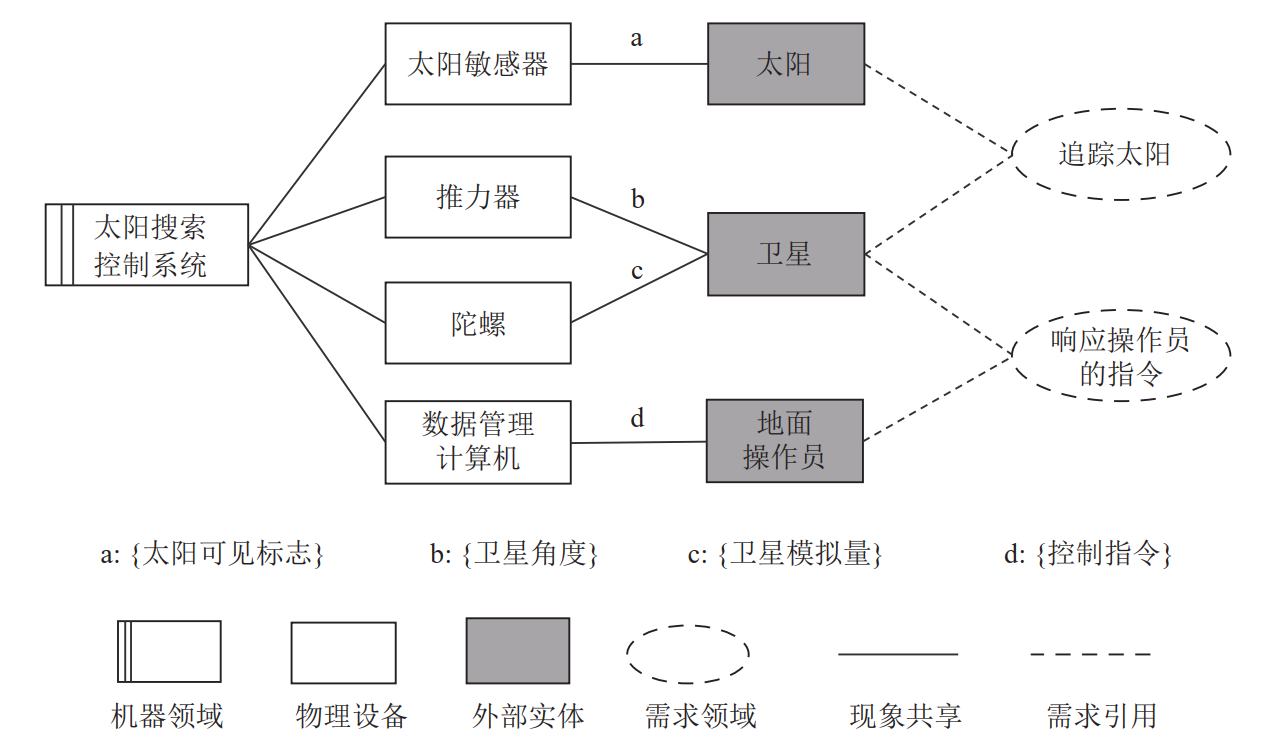 太阳敏感器
a
太阳
追踪太阳
推力器
b
太阳搜索
控制系统
卫星
c
陀螺
响应操作员
的指令
数据管理
计算机
d
地面
操作员
a: {太阳可见标志}
b: {卫星角度}
c: {卫星模拟量}
d: {控制指令}
机器领域
物理设备
外部实体
需求领域
现象共享
需求引用